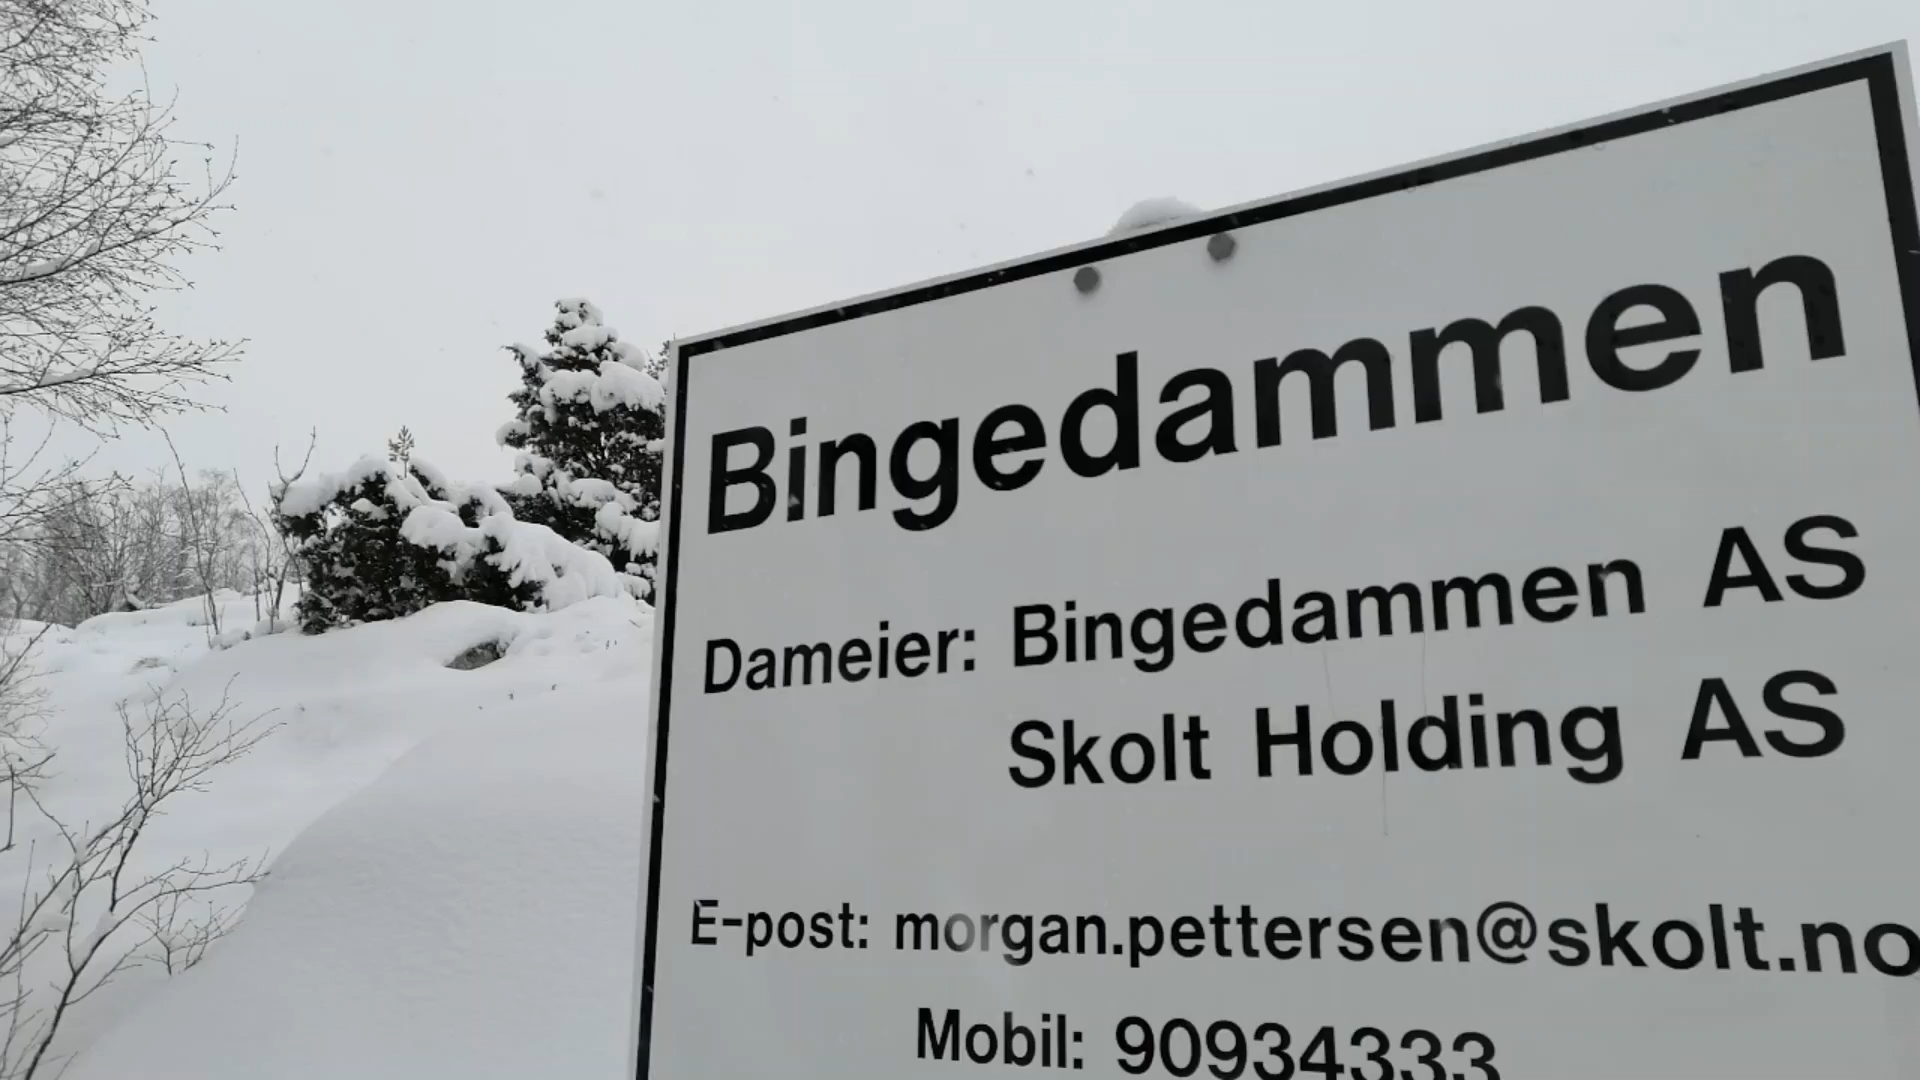 Bingedammen
Dameier: Bingedammen AS
Skolt Holding AS
E-post: morgan.pettersen@skolt.no
Mobil: 90934333